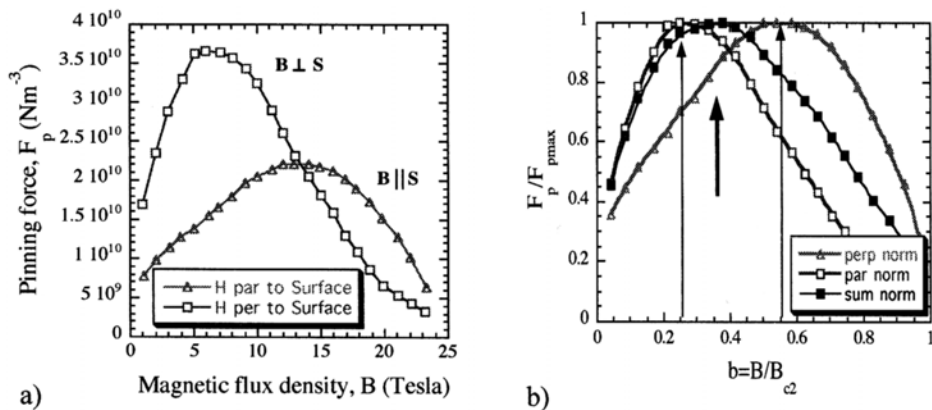 Pinning force, F_p (Nm^-3)
4 10^10
3.5 10^10
3 10^10
2.5 10^10
2 10^10
1.5 10^10
1 10^10
5 10^9
0
B⊥S
B||S
H par to Surface
H per to Surface
0 5 10 15 20 25
Magnetic flux density, B (Tesla)
a)
F_p/F_pmax
1
0.8
0.6
0.4
0.2
0
perp norm
par norm
sum norm
0 0.2 0.4 0.6 0.8 1
b=B/B_c2
b)